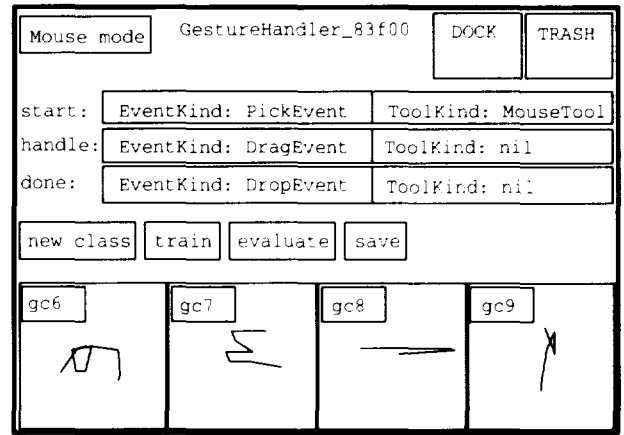 Mouse mode GestureHandler_83f00 DOCK TRASH
start: EventKind: PickEvent ToolKind: MouseTool
handle: EventKind: DragEvent ToolKind: nil
done: EventKind: DropEvent ToolKind: nil
new class train evaluate save
gc6 gc7 gc8 gc9